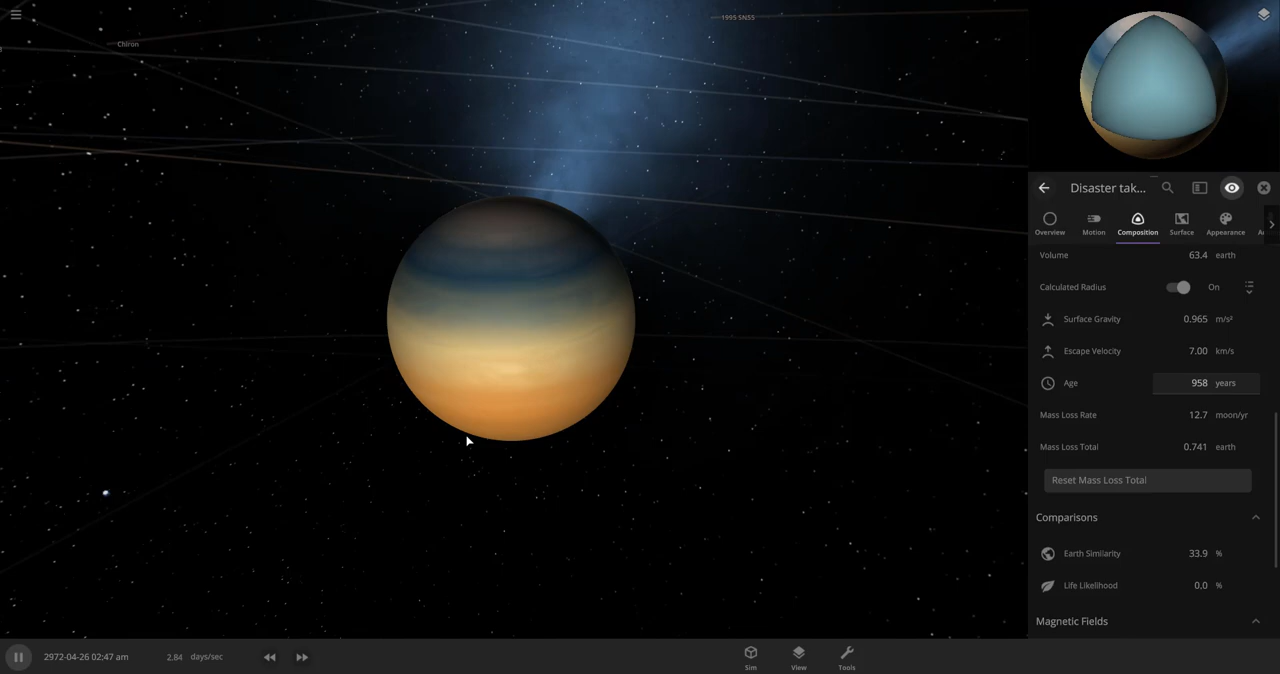 1995 SN55
Chiron
Disaster tak...
Overview Motion Composition Surface Appearance
Volume 63.4 earth
Calculated Radius On
Surface Gravity 0.965 m/s²
Escape Velocity 7.00 km/s
Age 958 years
Mass Loss Rate 12.7 moon/yr
Mass Loss Total 0.741 earth
Reset Mass Loss Total
Comparisons
Earth Similarity 33.9 %
Life Likelihood 0.0 %
Magnetic Fields
2972-04-26 02:47 am 2.84 days/sec
Sim View Tools